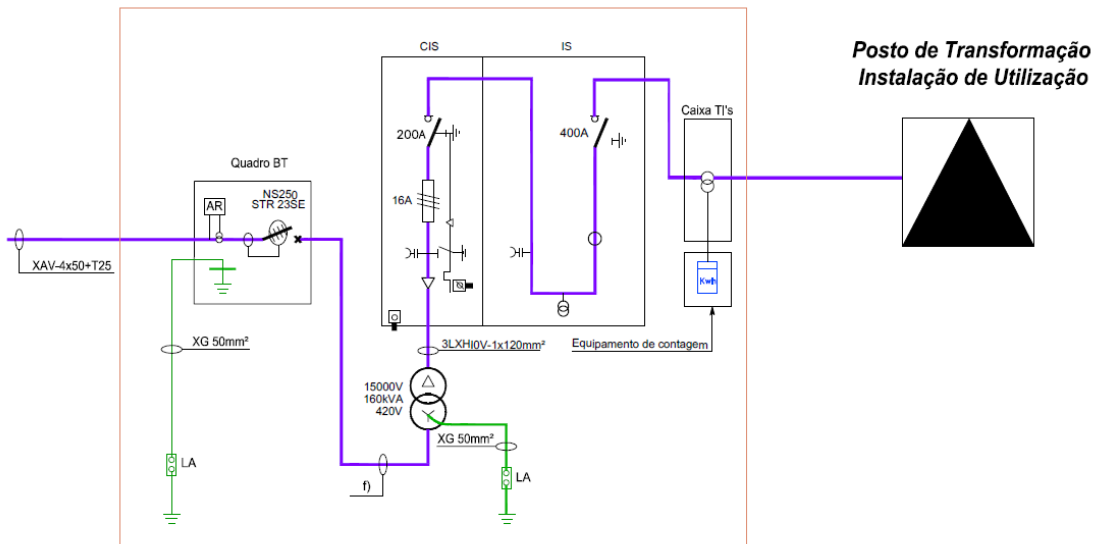 CIS
IS
Posto de Transformação
Instalação de Utilização
Caixa TI's
200A
400A
Quadro BT
NS250
STR 23SE
AR
16A
XAV-4x50+T25
Kwlh
XG 50mm²
3LXHI0V-1x120mm²
Equipamento de contagem
15000V
160kVA
420V
XG 50mm²
LA
f)
LA